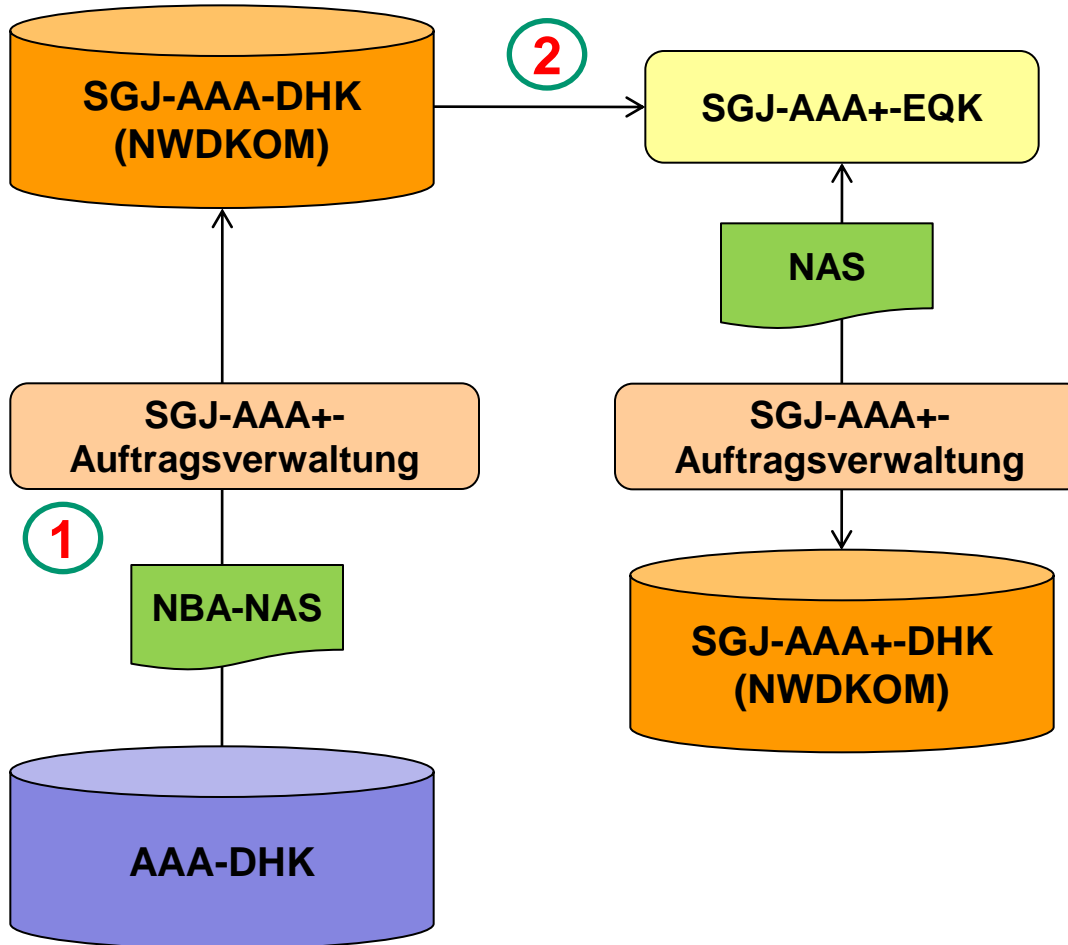 SGJ-AAA-DHK
(NWDKOM)
2
SGJ-AAA+-EQK
NAS
SGJ-AAA+-
Auftragsverwaltung
SGJ-AAA+-
Auftragsverwaltung
1
NBA-NAS
SGJ-AAA+-DHK
(NWDKOM)
AAA-DHK